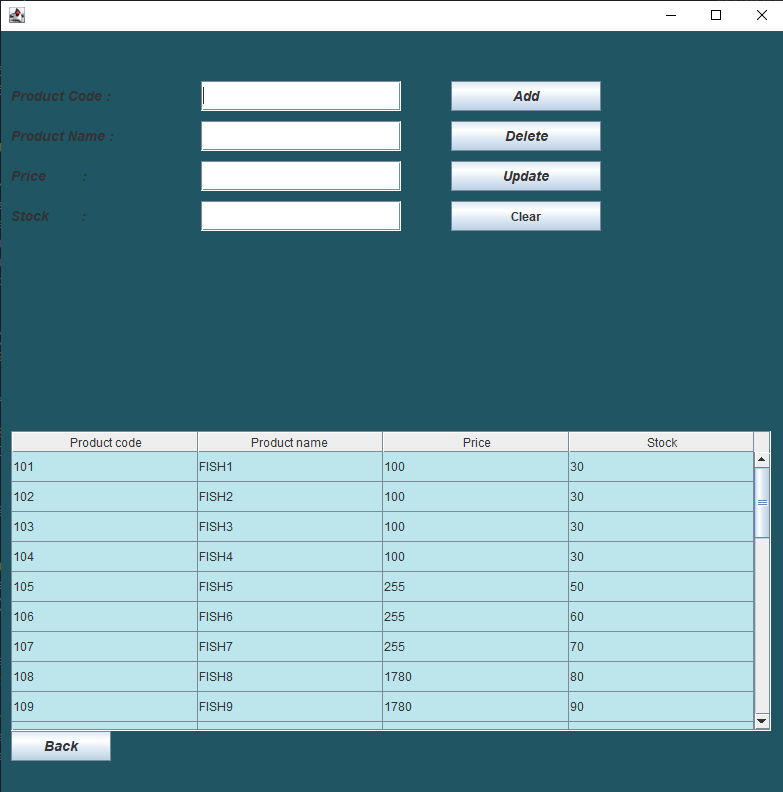 Product Code : Add
Product Name : Delete
Price : Update
Stock : Clear
Product code Product name Price Stock
101 FISH1 100 30
102 FISH2 100 30
103 FISH3 100 30
104 FISH4 100 30
105 FISH5 255 50
106 FISH6 255 60
107 FISH7 255 70
108 FISH8 1780 80
109 FISH9 1780 90
Back